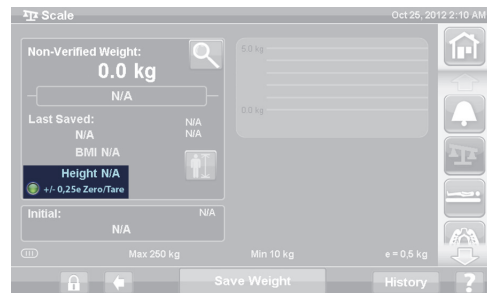 Scale
Oct 25, 2012 2:10 AM
Non-Verified Weight:
0.0 kg
N/A
Last Saved:
N/A
N/A
N/A
BMI N/A
Height N/A
+/- 0,25e Zero/Tare
Initial:
N/A
N/A
5.0 kg
0.0 kg
Max 250 kg
Min 10 kg
e = 0,5 kg
Save Weight
History
?